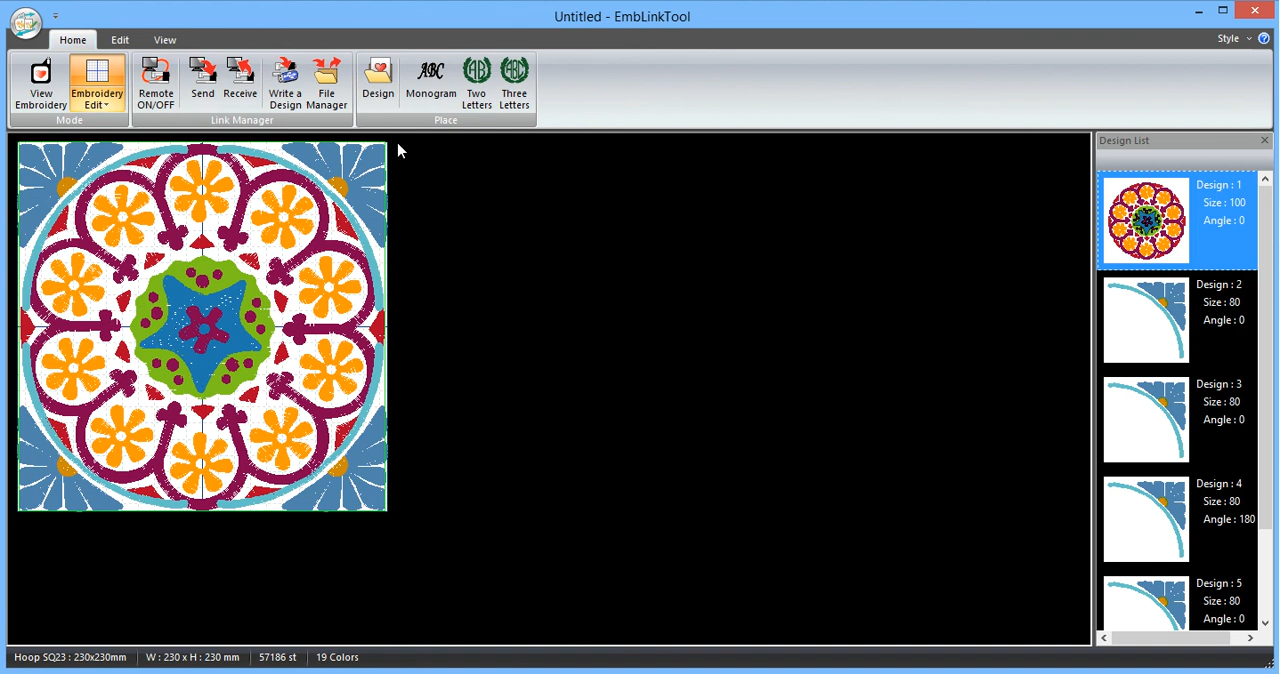 Untitled - EmbLinkTool
Home Edit View Style
View Embroidery
Embroidery Edit
Remote ON/OFF
Send
Receive
Write a Design
File Manager
Design
Monogram
Two Letters
Three Letters
Mode Link Manager Place
Design List
Design : 1
Size : 100
Angle : 0
Design : 2
Size : 80
Angle : 0
Design : 3
Size : 80
Angle : 0
Design : 4
Size : 80
Angle : 180
Design : 5
Size : 80
Angle : 0
Hoop SQ23 : 230x230mm W : 230 x H : 230 mm 57186 st 19 Colors